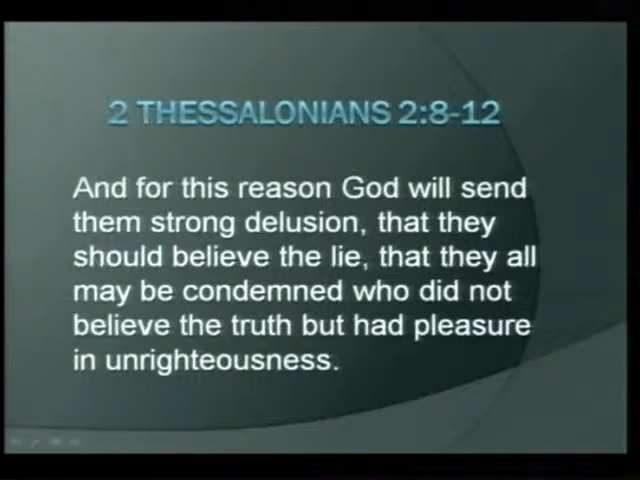 2 THESSALONIANS 2:8-12
And for this reason God will send
them strong delusion, that they
should believe the lie, that they all
may be condemned who did not
believe the truth but had pleasure
in unrighteousness.